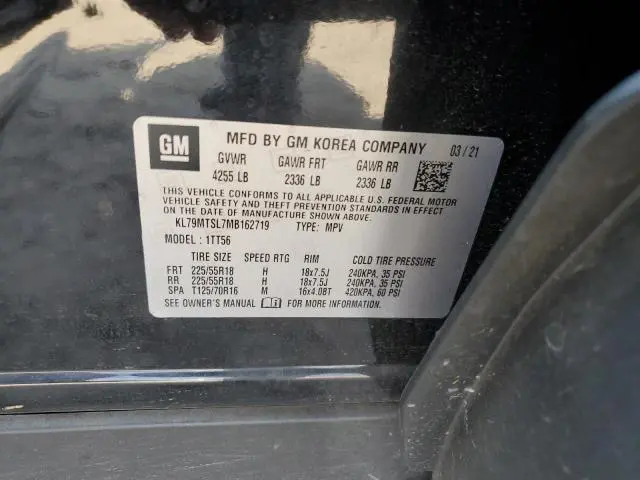 GM
MFD BY GM KOREA COMPANY 03/21
GVWR GAWR FRT GAWR RR
4255 LB 2336 LB 2336 LB
THIS VEHICLE CONFORMS TO ALL APPLICABLE U.S. FEDERAL MOTOR
VEHICLE SAFETY AND THEFT PREVENTION STANDARDS IN EFFECT ON
THE DATE OF MANUFACTURE SHOWN ABOVE.
KL79MTSL7MB162719 TYPE: MPV
MODEL : 1TT56
TIRE SIZE SPEED RTG RIM COLD TIRE PRESSURE
FRT 225/55R18 H 18x7.5J 240KPA, 35 PSI
RR 225/55R18 H 18x7.5J 240KPA, 35 PSI
SPA T125/70R16 M 16x4.0BT 420KPA, 60 PSI
SEE OWNER'S MANUAL FOR MORE INFORMATION.